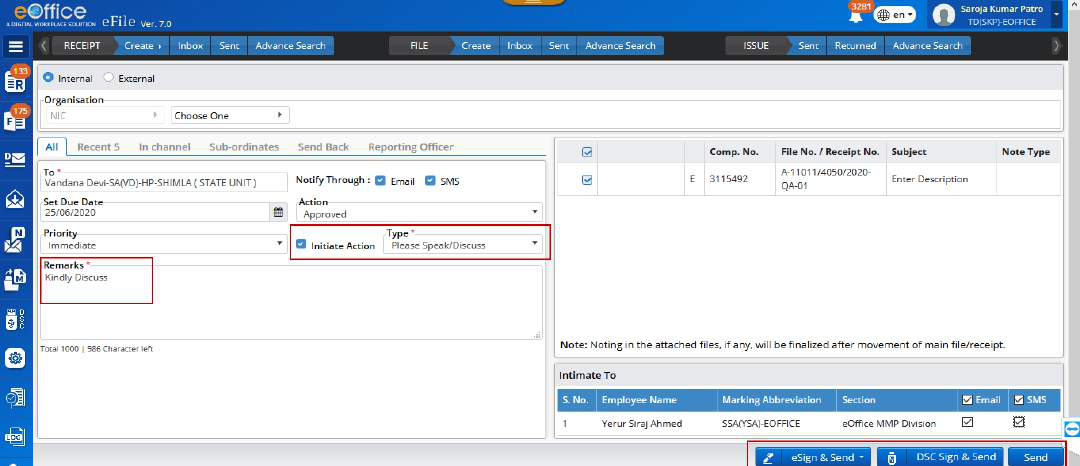 eOffice
A DIGITAL WORKPLACE SOLUTION
eFile Ver. 7.0
3281
en
Saroja Kumar Patro
TD(SKP)-EOFFICE
RECEIPT Create Inbox Sent Advance Search FILE Create Inbox Sent Advance Search ISSUE Sent Returned Advance Search
133
R
175
F
D
N
M
DSC
LDC
Internal External
Organisation
NIC Choose One
All Recent 5 In channel Sub-ordinates Send Back Reporting Officer
To *
Vandana Devi-SA(VD)-HP-SHIMLA ( STATE UNIT )
Notify Through : Email SMS
Set Due Date
25/06/2020
Action
Approved
Priority
Immediate
Initiate Action
Type *
Please Speak/Discuss
Remarks *
Kindly Discuss
Total 1000 | 986 Character left
Comp. No. File No. / Receipt No. Subject Note Type
E 3115492 A-11011/4050/2020-
QA-01
Enter Description
Note: Noting in the attached files, if any, will be finalized after movement of main file/receipt.
Intimate To
S. No. Employee Name Marking Abbreviation Section Email SMS
1 Yerur Siraj Ahmed SSA(YSA)-EOFFICE eOffice MMP Division
eSign & Send DSC Sign & Send Send